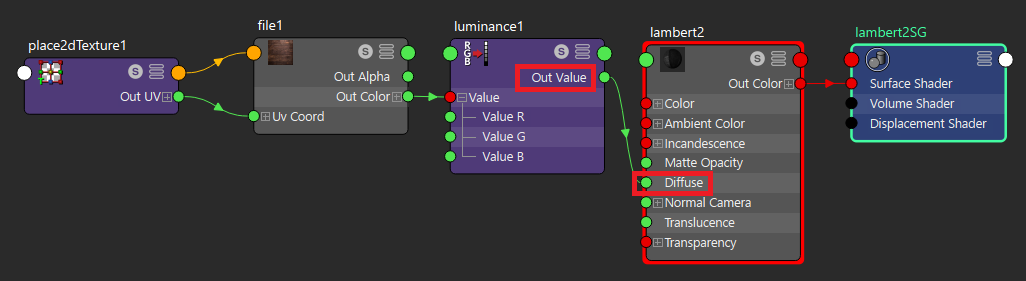 place2dTexture1
Out UV
file1
Out Alpha
Out Color
Uv Coord
luminance1
RGB
Out Value
Value
Value R
Value G
Value B
lambert2
Out Color
Color
Ambient Color
Incandescence
Matte Opacity
Diffuse
Normal Camera
Translucence
Transparency
lambert2SG
Surface Shader
Volume Shader
Displacement Shader
S
S
S
S